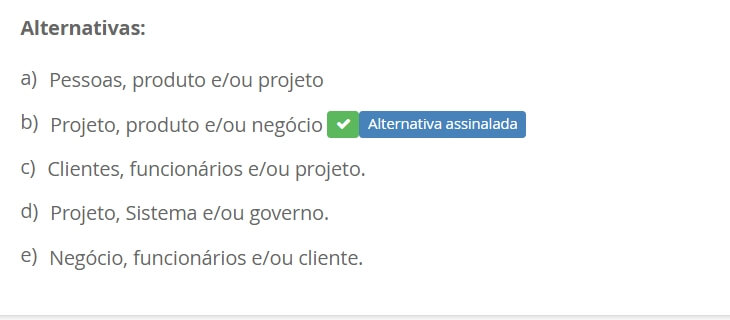 Alternativas:
a) Pessoas, produto e/ou projeto
b) Projeto, produto e/ou negócio Alternativa assinalada
c) Clientes, funcionários e/ou projeto.
d) Projeto, Sistema e/ou governo.
e) Negócio, funcionários e/ou cliente.